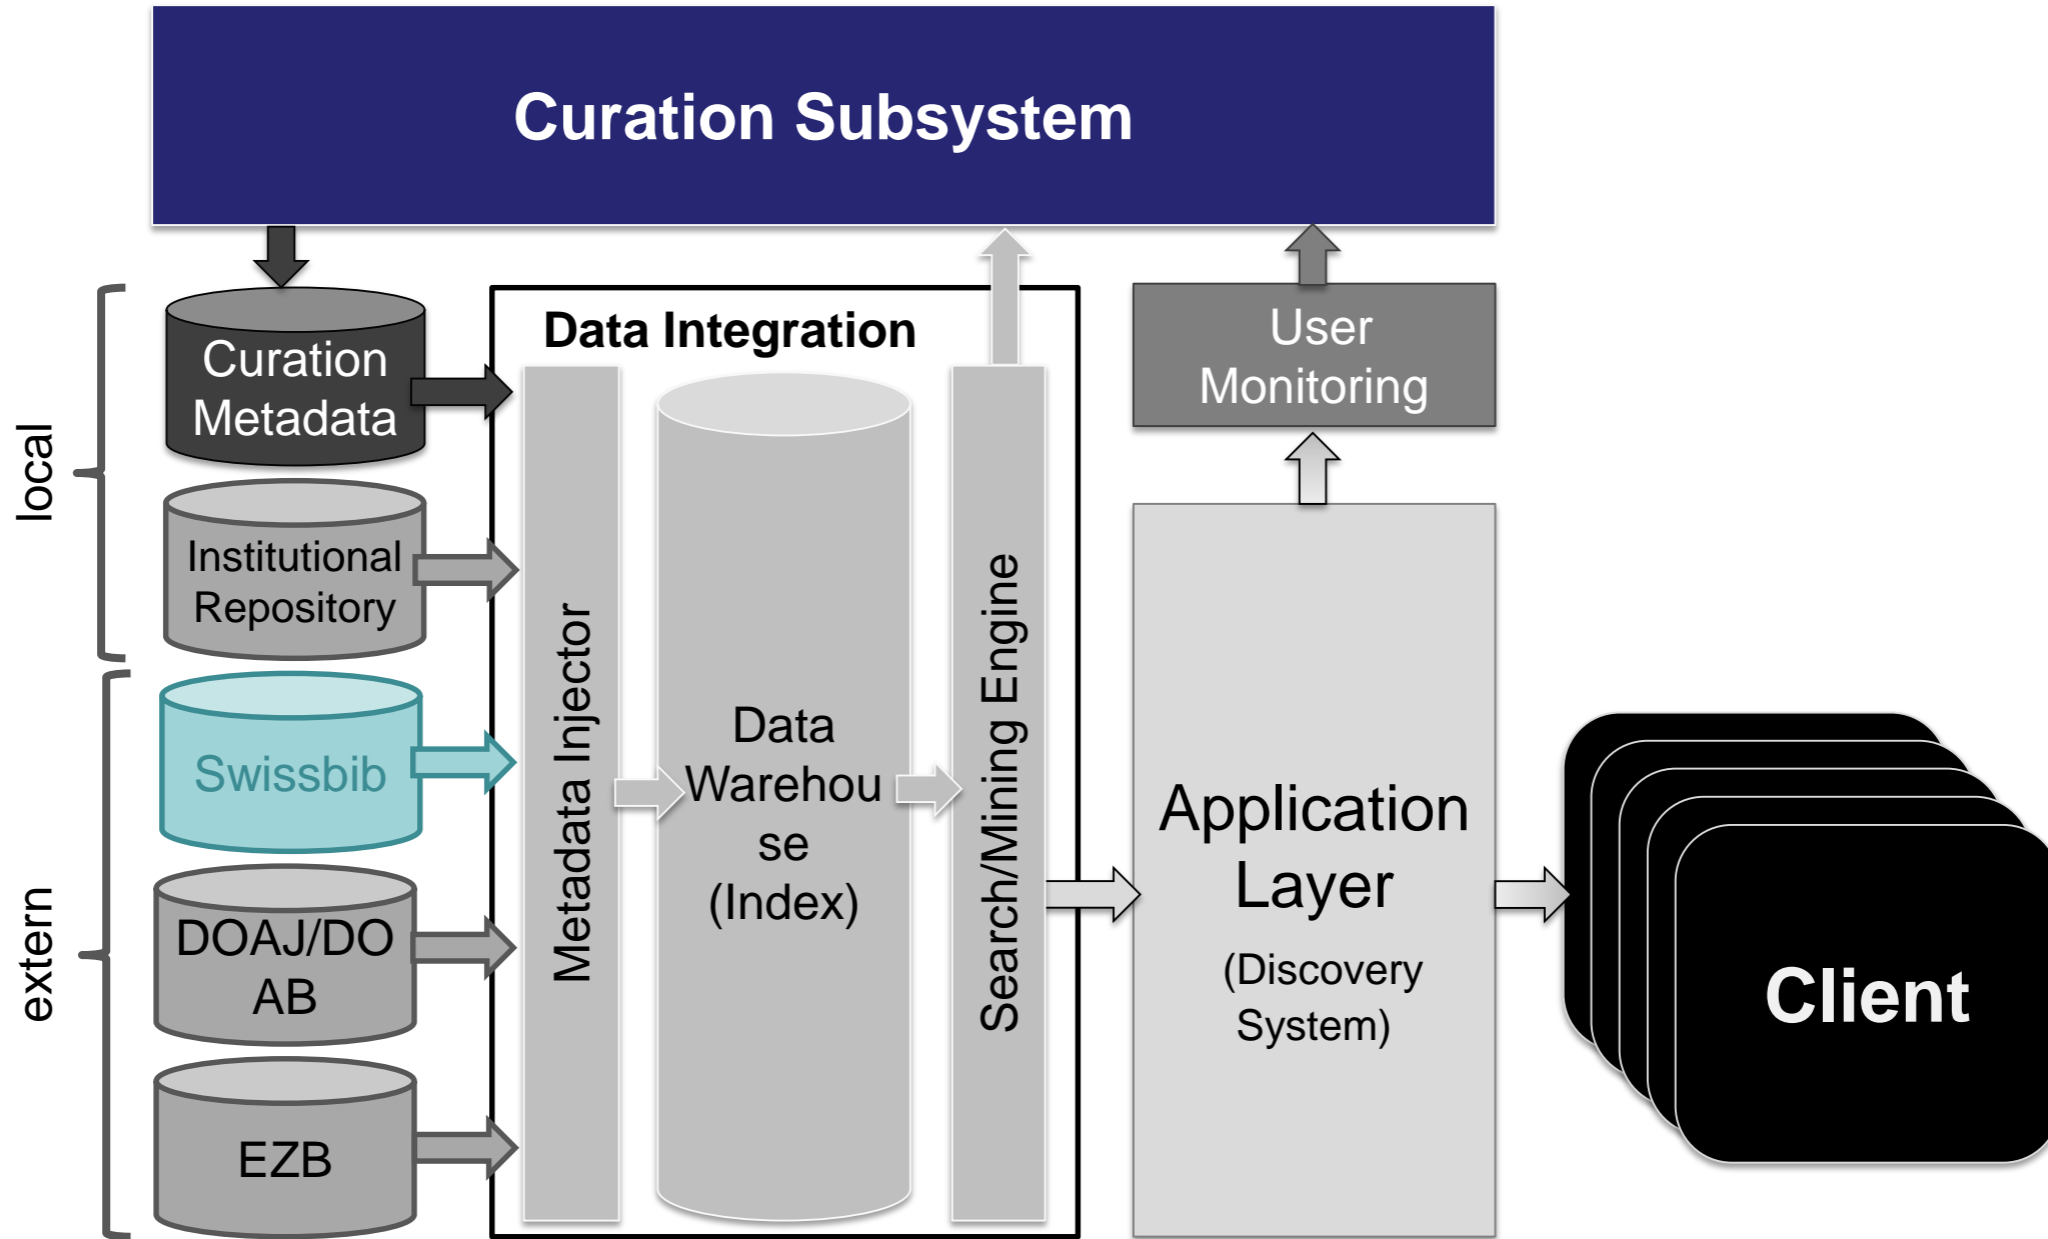 Curation Subsystem
local
Curation
Metadata
Institutional
Repository
extern
Swissbib
DOAJ/DO
AB
EZB
Data Integration
Metadata Injector
Data
Warehou
se
(Index)
Search/Mining Engine
User
Monitoring
Application
Layer
(Discovery
System)
Client